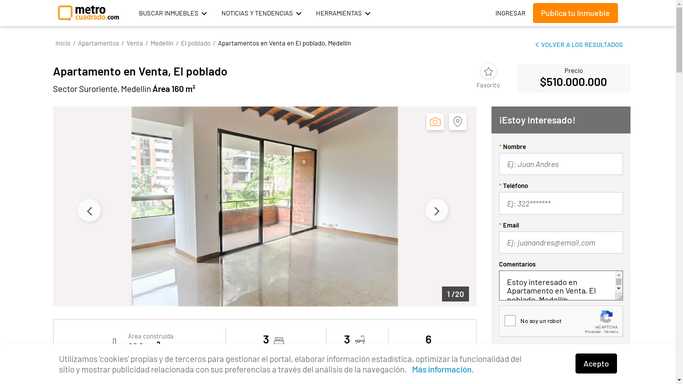 metro
cuadrado.com
BUSCAR INMUEBLES
NOTICIAS Y TENDENCIAS
HERRAMIENTAS
INGRESAR
Publica tu Inmueble
Inicio / Apartamentos / Venta / Medellín / El poblado / Apartamentos en Venta en El poblado, Medellín
VOLVER A LOS RESULTADOS
Apartamento en Venta, El poblado
Sector Suroriente, Medellín Área 160 m²
Favorito
Precio
$510.000.000
1 / 20
¡Estoy Interesado!
* Nombre
Ej: Juan Andres
* Teléfono
Ej: 322*******
* Email
Ej: juanandres@email.com
Comentarios
Estoy interesado en
Apartamento en Venta, El
poblado, Medellín
No soy un robot
reCAPTCHA
Privacidad - Términos
Área construida
3
3
6
Utilizamos 'cookies' propias y de terceros para gestionar el portal, elaborar información estadística, optimizar la funcionalidad del
sitio y mostrar publicidad relacionada con sus preferencias a través del análisis de la navegación. Más información.
Acepto